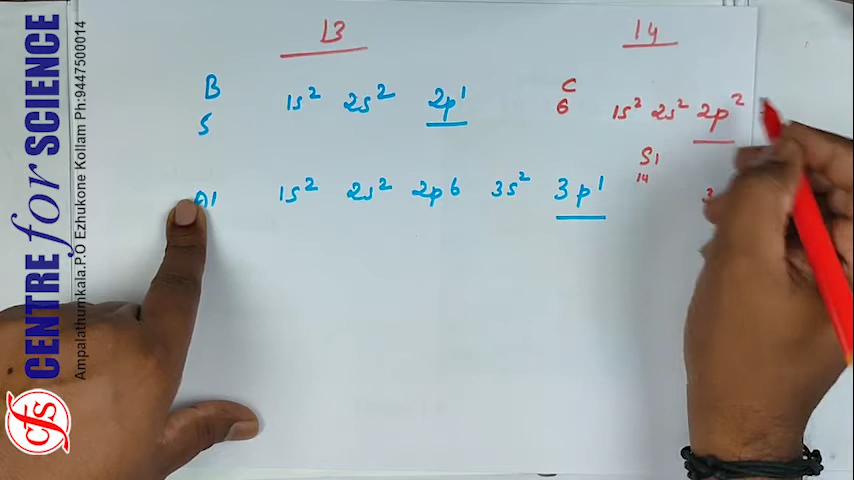 13
14
B 1s² 2s² 2p¹
5
C 1s² 2s² 2p²
6
Al 1s² 2s² 2p6 3s² 3p¹
Si
14
3
CENTRE for SCIENCE
Ampalathumkala.P.O Ezhukone Kollam Ph:9447500014
cfs